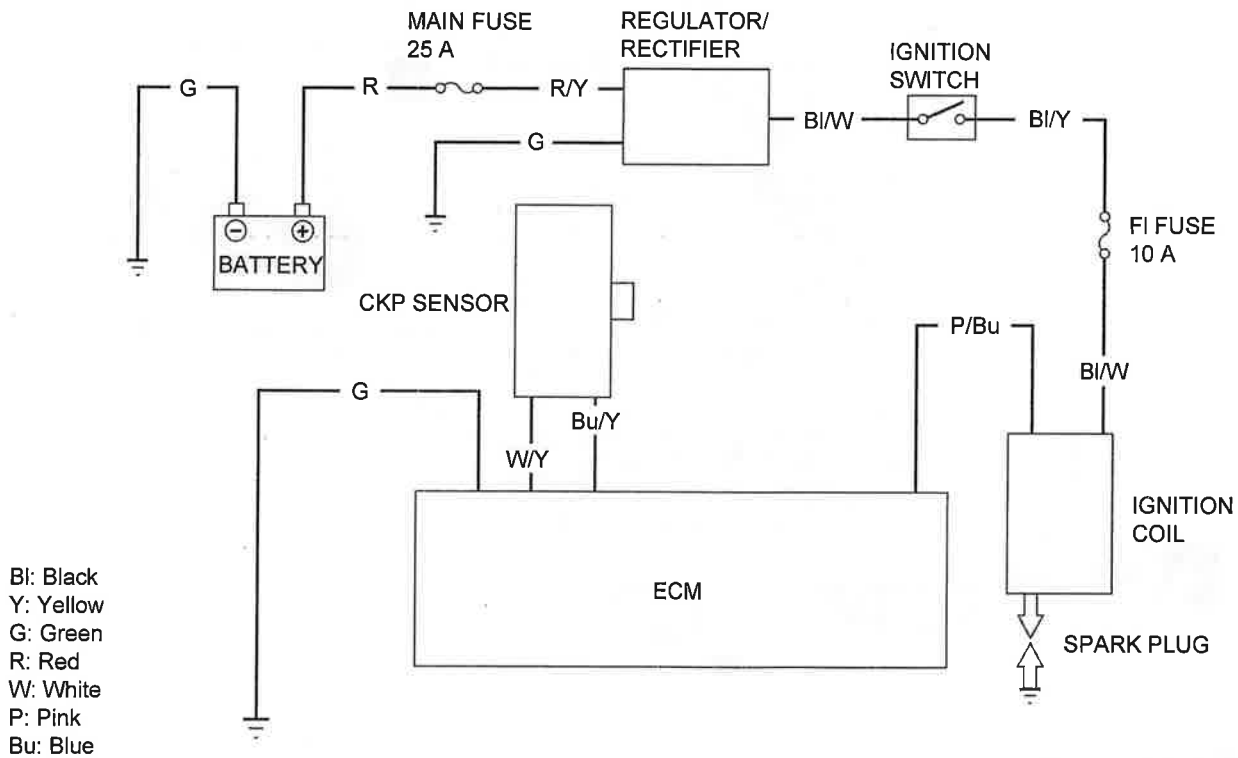 MAIN FUSE
25 A
REGULATOR/
RECTIFIER
IGNITION
SWITCH
G
R
R/Y
Bl/W
Bl/Y
G
BATTERY
FI FUSE
10 A
CKP SENSOR
P/Bu
Bl/W
G
Bu/Y
W/Y
IGNITION
COIL
ECM
SPARK PLUG
Bl: Black
Y: Yellow
G: Green
R: Red
W: White
P: Pink
Bu: Blue